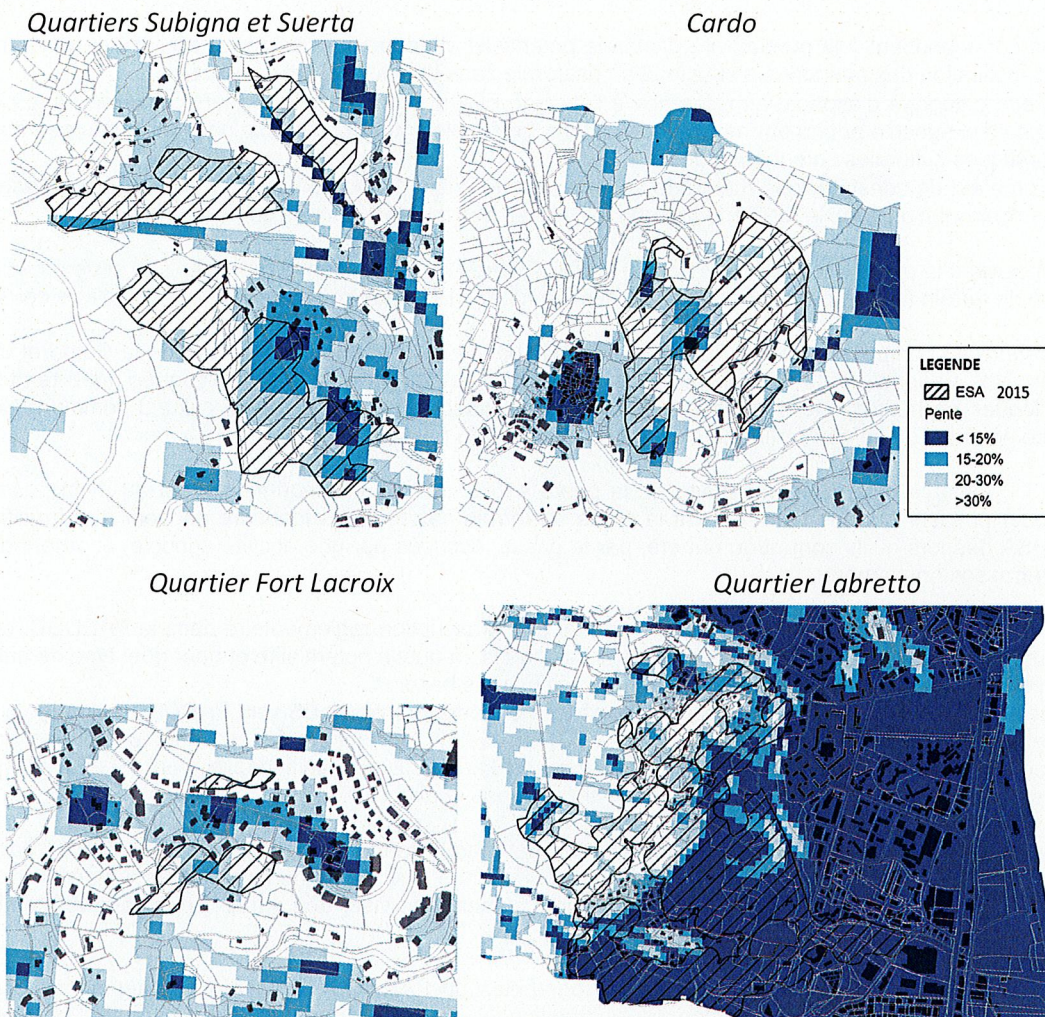 Quartiers Subigna et Suerta
Cardo
LEGENDE
ESA 2015
Pente
< 15%
15-20%
20-30%
>30%
Quartier Fort Lacroix
Quartier Labretto